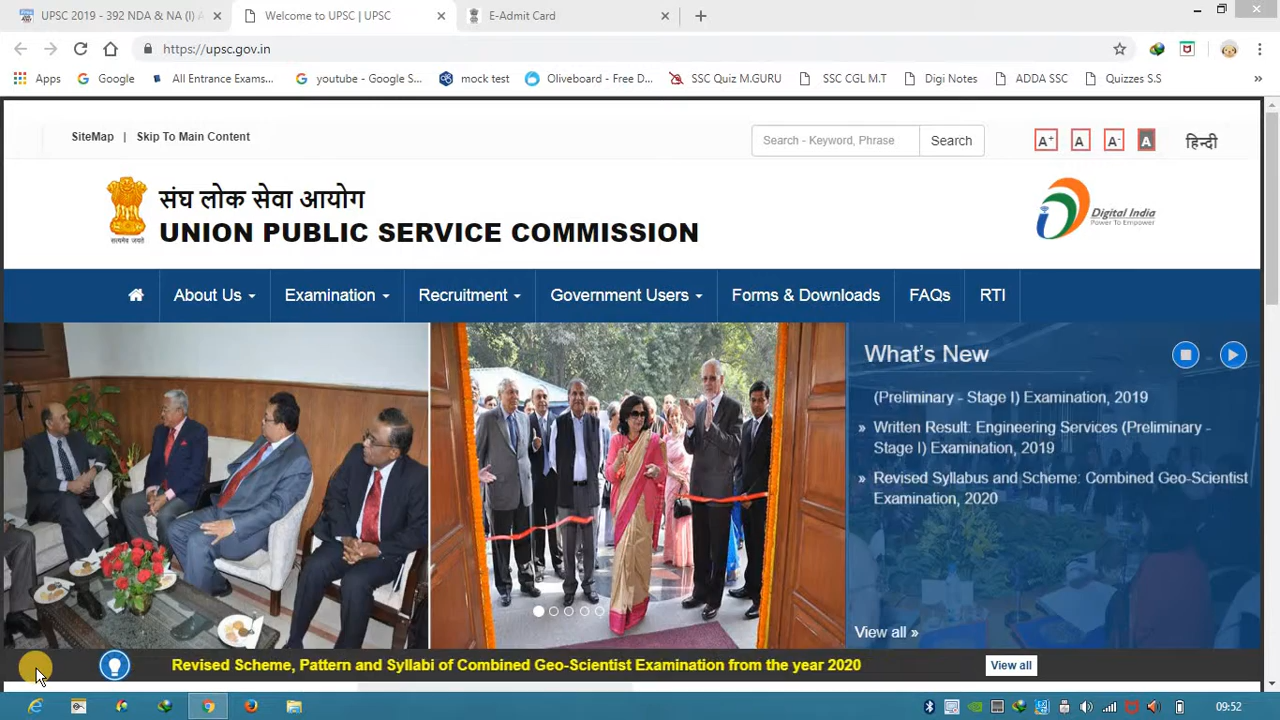 UPSC 2019 - 392 NDA & NA (I) A
Welcome to UPSC | UPSC
E-Admit Card
https://upsc.gov.in
Apps
Google
All Entrance Exams...
youtube - Google S...
mock test
Oliveboard - Free D...
SSC Quiz M.GURU
SSC CGL M.T
Digi Notes
ADDA SSC
Quizzes S.S
SiteMap | Skip To Main Content
Search - Keyword, Phrase
Search
A+
A
A-
A
हिन्दी
संघ लोक सेवा आयोग
UNION PUBLIC SERVICE COMMISSION
सत्यमेव जयते
Digital India
Power To Empower
About Us
Examination
Recruitment
Government Users
Forms & Downloads
FAQs
RTI
What's New
(Preliminary - Stage I) Examination, 2019
» Written Result: Engineering Services (Preliminary -
Stage I) Examination, 2019
» Revised Syllabus and Scheme: Combined Geo-Scientist
Examination, 2020
View all »
Revised Scheme, Pattern and Syllabi of Combined Geo-Scientist Examination from the year 2020
View all
09:52